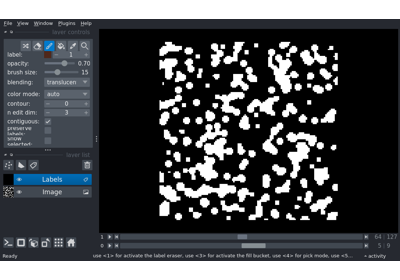 File View Window Plugins Help
layer controls
label: 1
opacity: 0.70
brush size: 15
blending: translucen
color mode: auto
contour: 0
n edit dim: 3
contiguous:
preserve
labels:
show
selected:
layer list
Labels
Image
0 64 127
1 5 9
Ready use <1> for activate the label eraser, use <3> for activate the fill bucket, use <4> for pick mode, use <5... activity